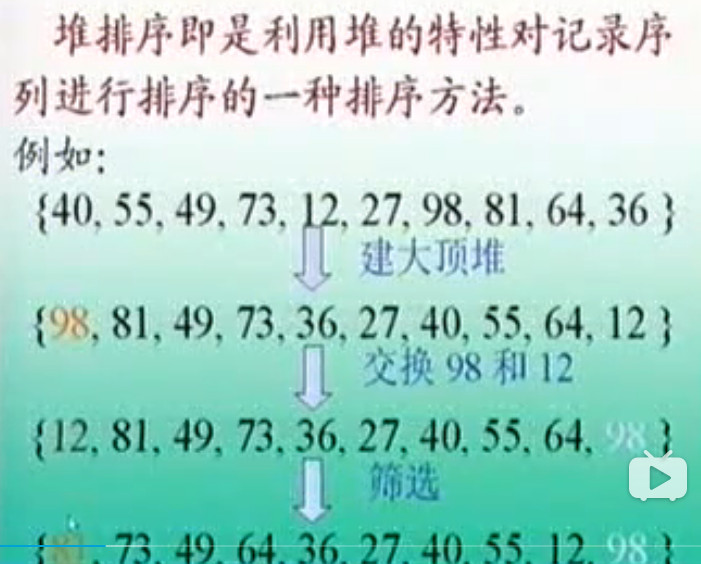 堆排序即是利用堆的特性对记录序
列进行排序的一种排序方法。
例如:
{40, 55, 49, 73, 12, 27, 98, 81, 64, 36 }
建大顶堆
{98, 81, 49, 73, 36, 27, 40, 55, 64, 12 }
交换 98 和 12
{12, 81, 49, 73, 36, 27, 40, 55, 64, 98 }
筛选
{81, 73, 49, 64, 36, 27, 40, 55, 12, 98 }